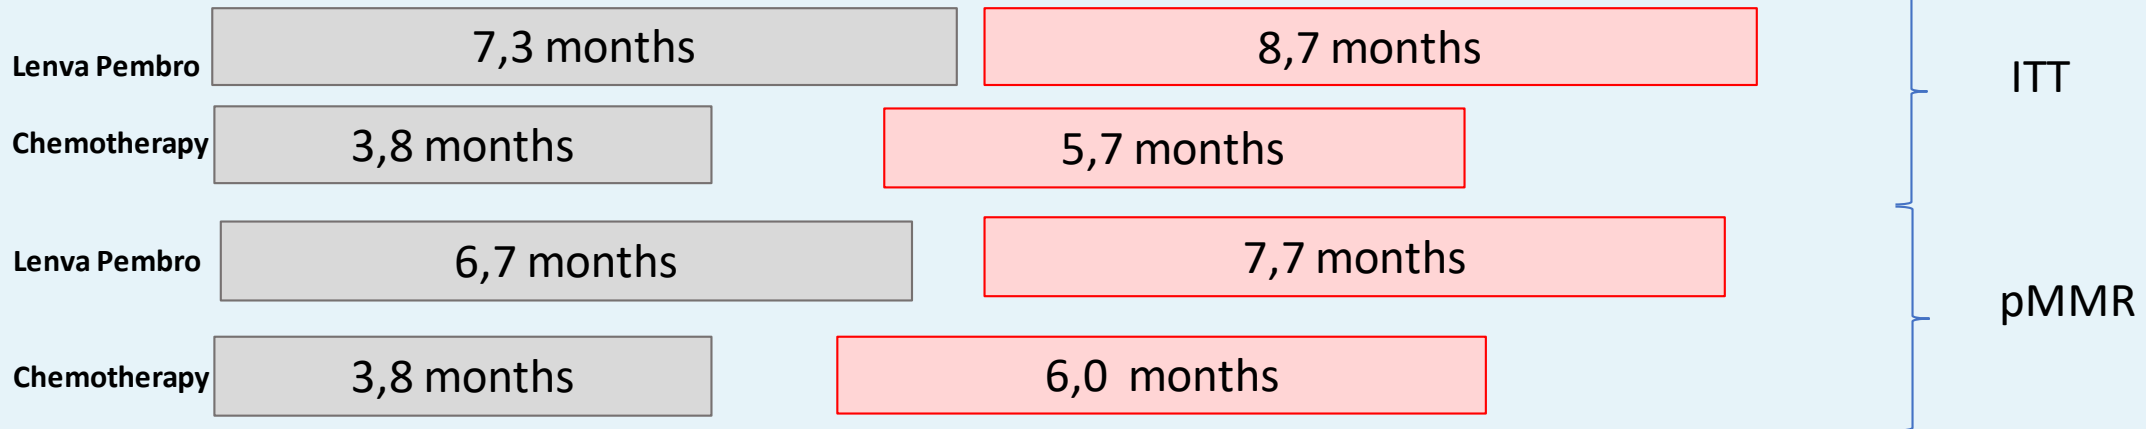 Lenva Pembro 7,3 months 8,7 months
ITT
Chemotherapy 3,8 months 5,7 months
Lenva Pembro 6,7 months 7,7 months
pMMR
Chemotherapy 3,8 months 6,0 months